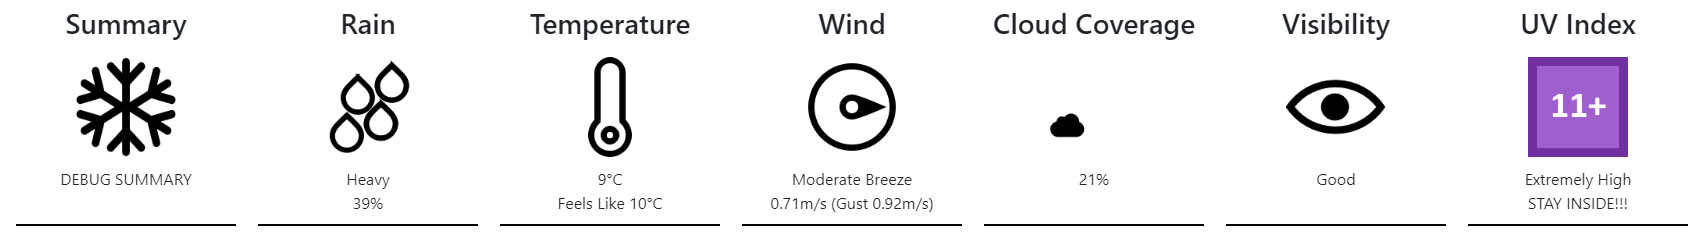 Summary
DEBUG SUMMARY
Rain
Heavy
39%
Temperature
9°C
Feels Like 10°C
Wind
Moderate Breeze
0.71m/s (Gust 0.92m/s)
Cloud Coverage
21%
Visibility
Good
UV Index
11+
Extremely High
STAY INSIDE!!!